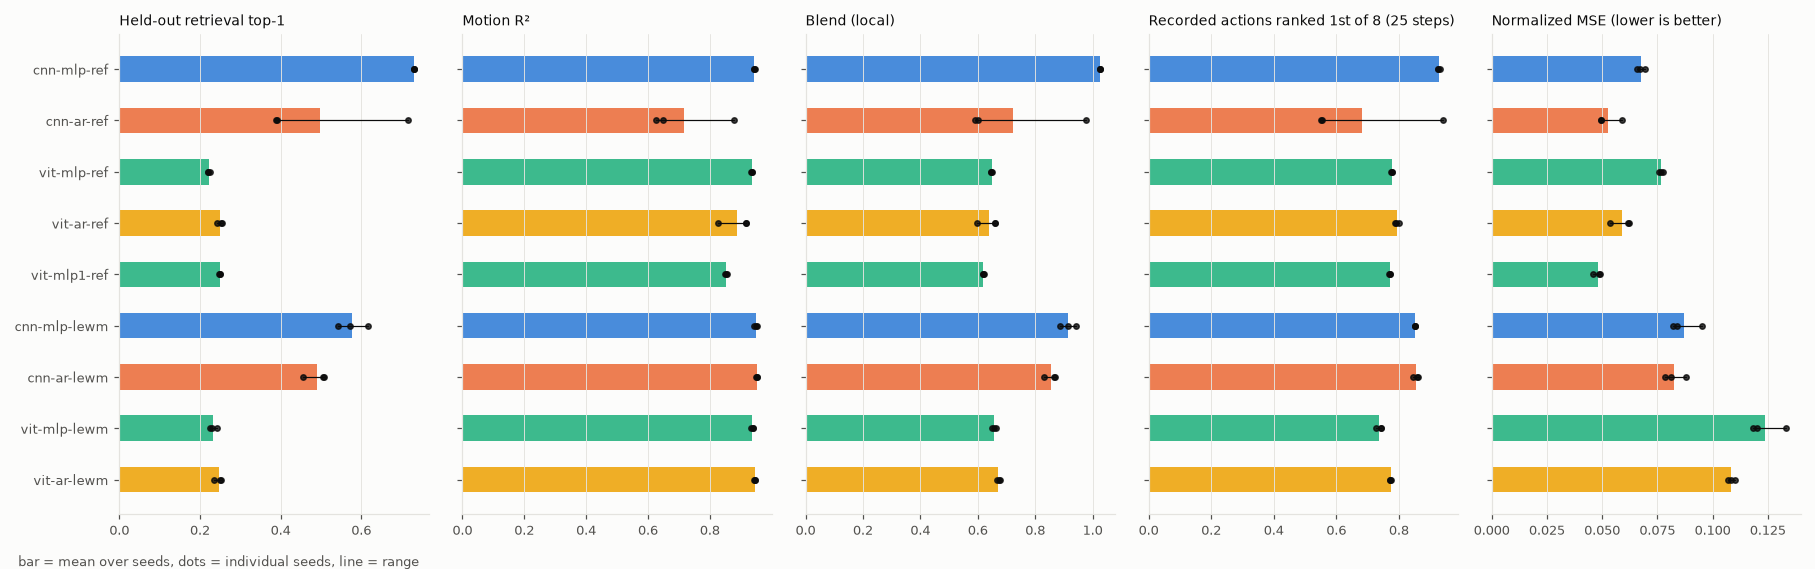 Held-out retrieval top-1
Motion R²
Blend (local)
Recorded actions ranked 1st of 8 (25 steps)
Normalized MSE (lower is better)
cnn-mlp-ref
cnn-ar-ref
vit-mlp-ref
vit-ar-ref
vit-mlp1-ref
cnn-mlp-lewm
cnn-ar-lewm
vit-mlp-lewm
vit-ar-lewm
0.0 0.2 0.4 0.6
0.0 0.2 0.4 0.6 0.8
0.0 0.2 0.4 0.6 0.8 1.0
0.0 0.2 0.4 0.6 0.8
0.000 0.025 0.050 0.075 0.100 0.125
bar = mean over seeds, dots = individual seeds, line = range